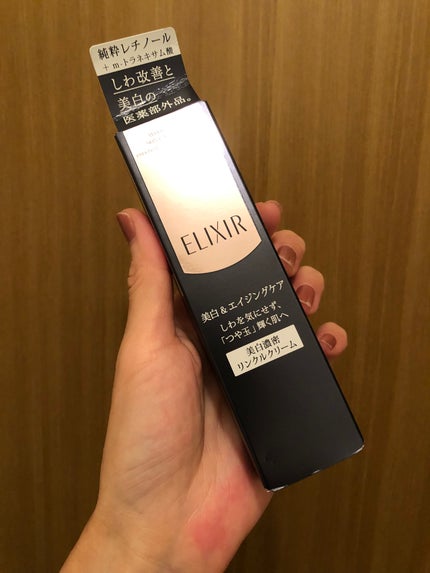 純粋レチノール
+ m-トラネキサム酸
しわ改善と
美白の
医薬部外品。
ELIXIR
美白&エイジングケア
しわを気にせず、
「つや玉」輝く肌へ
美白濃密
リンクルクリーム